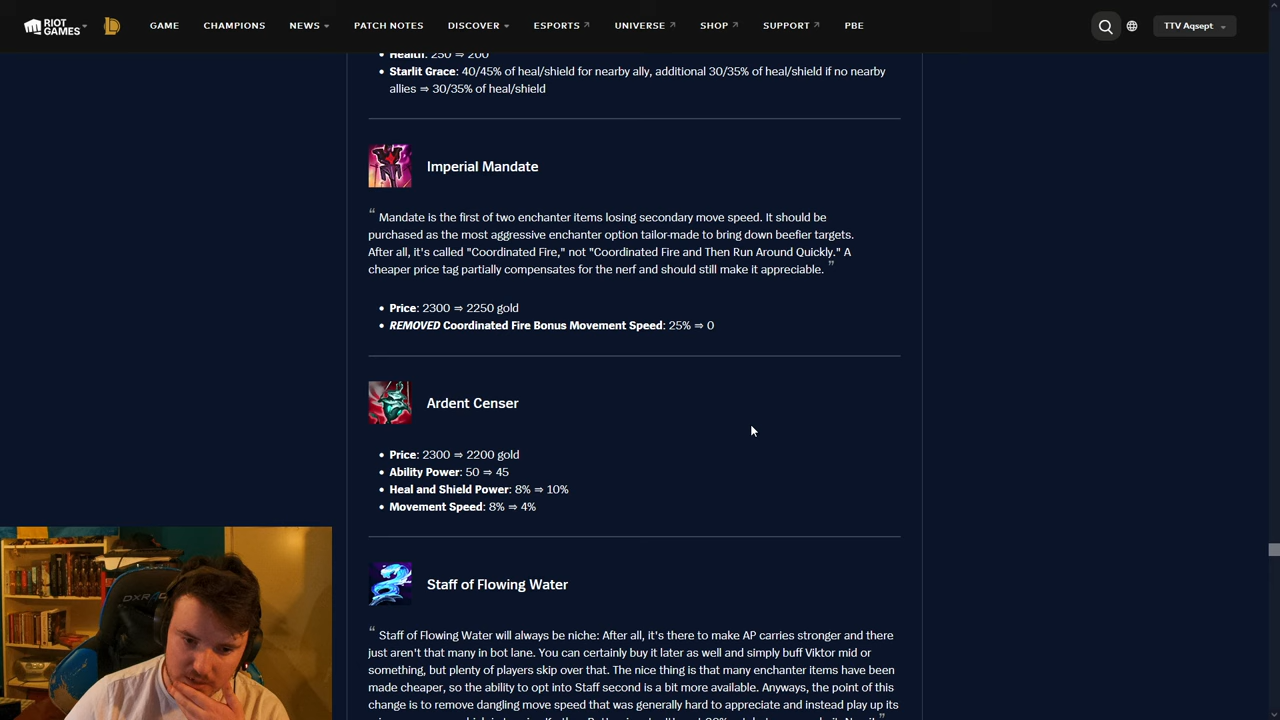 RIOT GAMES
GAME
CHAMPIONS
NEWS
PATCH NOTES
DISCOVER
ESPORTS
UNIVERSE
SHOP
SUPPORT
PBE
TTV Aqsept
Health: 250 ⇒ 200
Starlit Grace: 40/45% of heal/shield for nearby ally, additional 30/35% of heal/shield if no nearby
allies ⇒ 30/35% of heal/shield
Imperial Mandate
“ Mandate is the first of two enchanter items losing secondary move speed. It should be
purchased as the most aggressive enchanter option tailor-made to bring down beefier targets.
After all, it's called "Coordinated Fire," not "Coordinated Fire and Then Run Around Quickly." A
cheaper price tag partially compensates for the nerf and should still make it appreciable. ”
Price: 2300 ⇒ 2250 gold
REMOVED Coordinated Fire Bonus Movement Speed: 25% ⇒ 0
Ardent Censer
Price: 2300 ⇒ 2200 gold
Ability Power: 50 ⇒ 45
Heal and Shield Power: 8% ⇒ 10%
Movement Speed: 8% ⇒ 4%
Staff of Flowing Water
“ Staff of Flowing Water will always be niche: After all, it's there to make AP carries stronger and there
just aren't that many in bot lane. You can certainly buy it later as well and simply buff Viktor mid or
something, but plenty of players skip over that. The nice thing is that many enchanter items have been
made cheaper, so the ability to opt into Staff second is a bit more available. Anyways, the point of this
change is to remove dangling move speed that was generally hard to appreciate and instead play up its
DXRAC